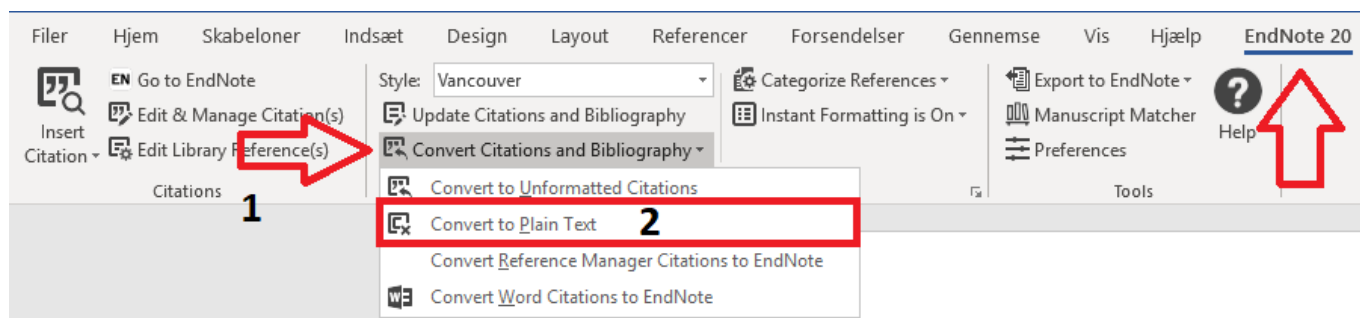 Filer Hjem Skabeloner Indsæt Design Layout Referencer Forsendelser Gennemse Vis Hjælp EndNote 20
EN Go to EndNote Style: Vancouver Categorize References Export to EndNote
Edit & Manage Citation(s) Update Citations and Bibliography Instant Formatting is On Manuscript Matcher
Insert Help
Citation Edit Library Reference(s) Convert Citations and Bibliography Preferences
Citations Convert to Unformatted Citations Tools
1
Convert to Plain Text 2
Convert Reference Manager Citations to EndNote
Convert Word Citations to EndNote